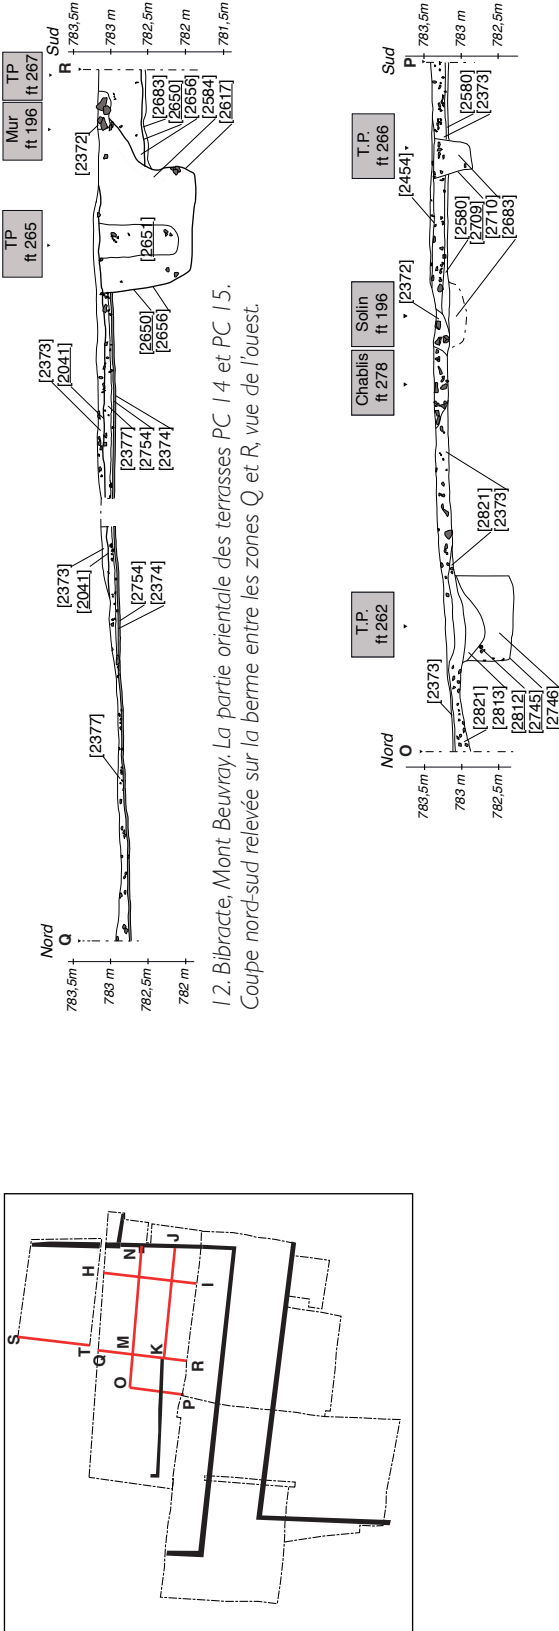 Nord
Q
783,5m
783 m
782,5m
782 m
[2377]
[2373]
[2041]
[2754]
[2374]
[2373]
[2041]
[2377]
[2754]
[2374]
TP
ft 265
[2650]
[2656]
[2651]
Mur
ft 196
TP
ft 267
[2372]
[2683]
[2650]
[2656]
[2584]
[2617]
Sud
R
783,5m
783 m
782,5m
782 m
781,5m
12. Bibracte, Mont Beuvray. La partie orientale des terrasses PC 14 et PC 15.
Coupe nord-sud relevée sur la berme entre les zones Q et R, vue de l'ouest.
Nord
O
783,5m
783 m
782,5m
[2373]
T.P.
ft 262
[2821]
[2813]
[2812]
[2745]
[2746]
[2821]
[2373]
Chablis
ft 278
Solin
ft 196
[2372]
[2454]
T.P.
ft 266
[2580]
[2709]
[2710]
[2683]
[2580]
[2373]
Sud
P
783,5m
783 m
782,5m
S
T
H
Q
M
N
O
K
J
I
R
P